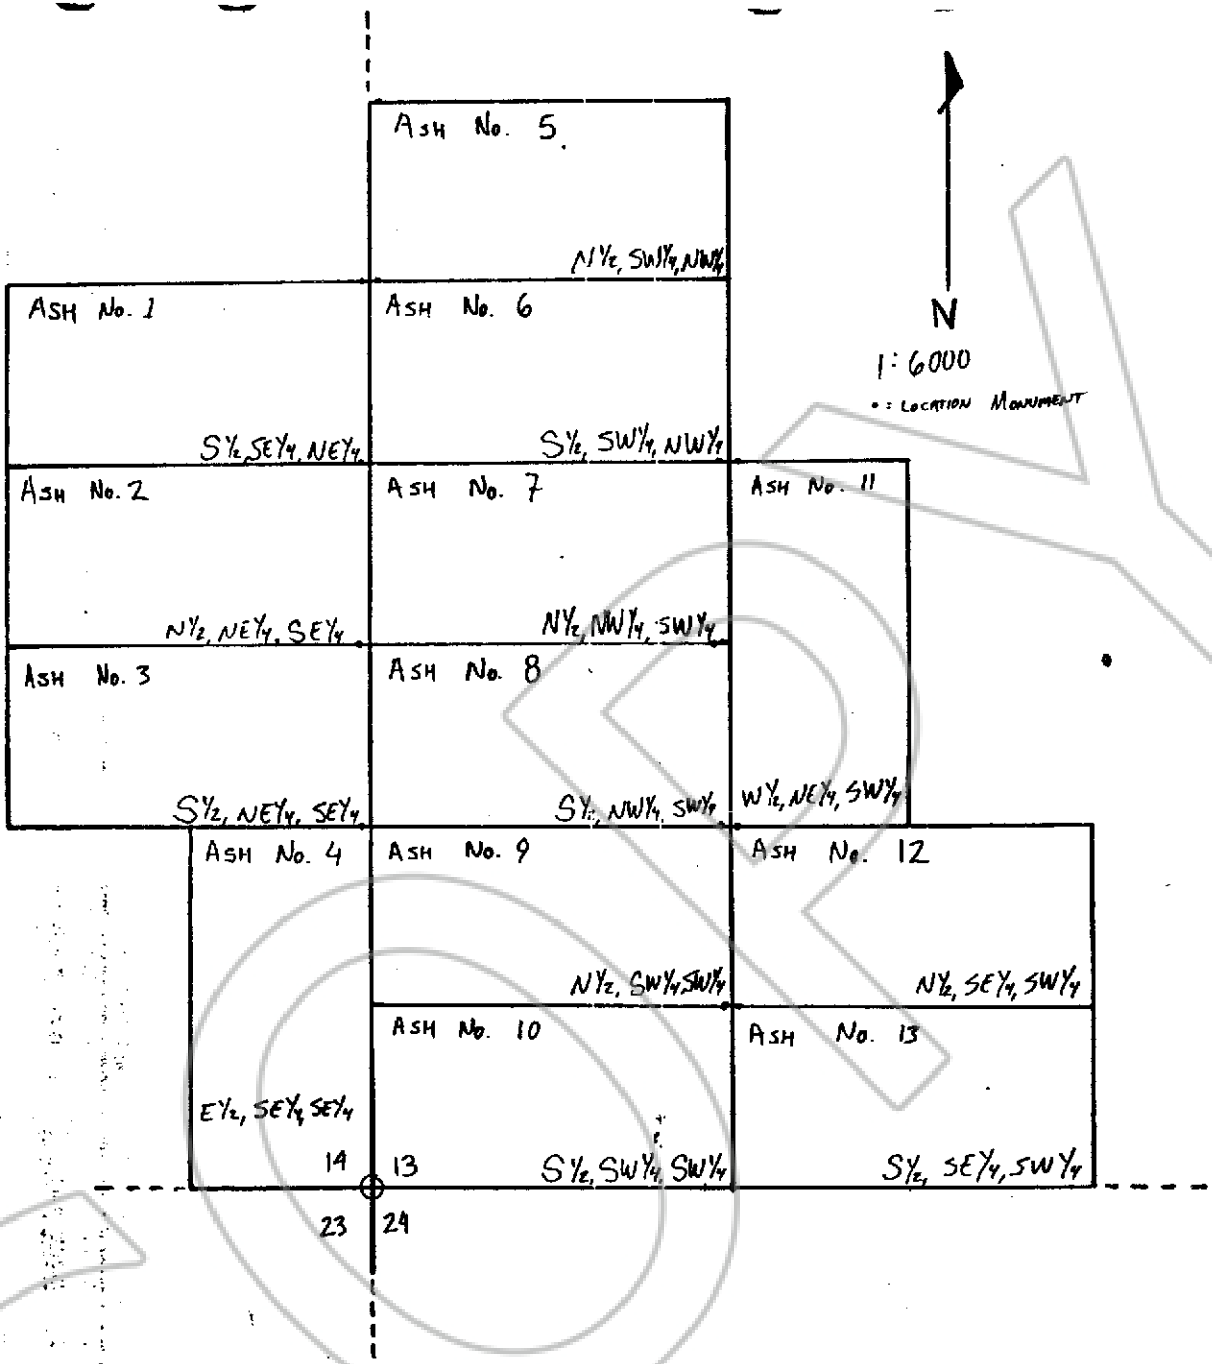 ASH No. 5
N½, SW¼, NW¼
ASH No. 1
ASH No. 6
N
1:6000
• : LOCATION MONUMENT
S½, SE¼, NE¼
S½, SW¼, NW¼
ASH No. 2
ASH No. 7
ASH No. 11
N½, NE¼, SE¼
N½, NW¼, SW¼
ASH No. 3
ASH No. 8
S½, NE¼, SE¼
S½, NW¼, SW¼
W½, NE¼, SW¼
ASH No. 4
ASH No. 9
ASH No. 12
N½, SW¼, SW¼
N½, SE¼, SW¼
ASH No. 10
ASH No. 13
E½, SE¼, SE¼
14
13
S½, SW¼, SW¼
S½, SE¼, SW¼
23
24
COPY